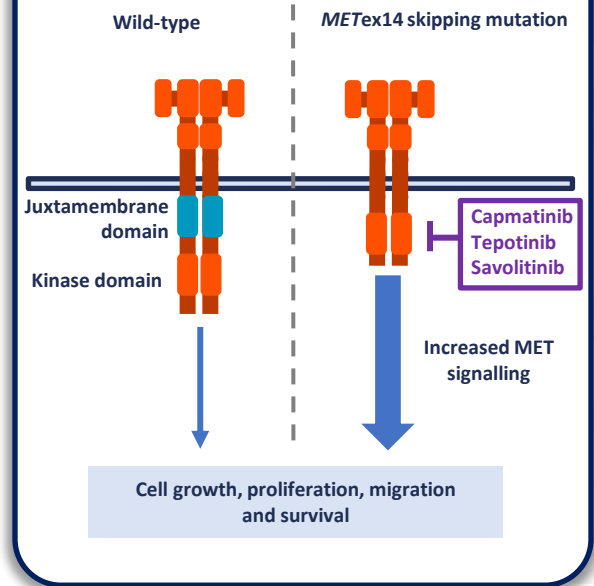 Wild-type
METex14 skipping mutation
Juxtamembrane
domain
Capmatinib
Tepotinib
Savolitinib
Kinase domain
Increased MET
signalling
Cell growth, proliferation, migration
and survival